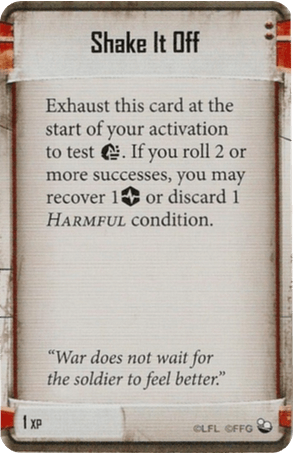 Shake It Off
Exhaust this card at the
start of your activation
to test . If you roll 2 or
more successes, you may
recover 1 or discard 1
HARMFUL condition.
“War does not wait for
the soldier to feel better.”
1 XP
©LFL ©FFG